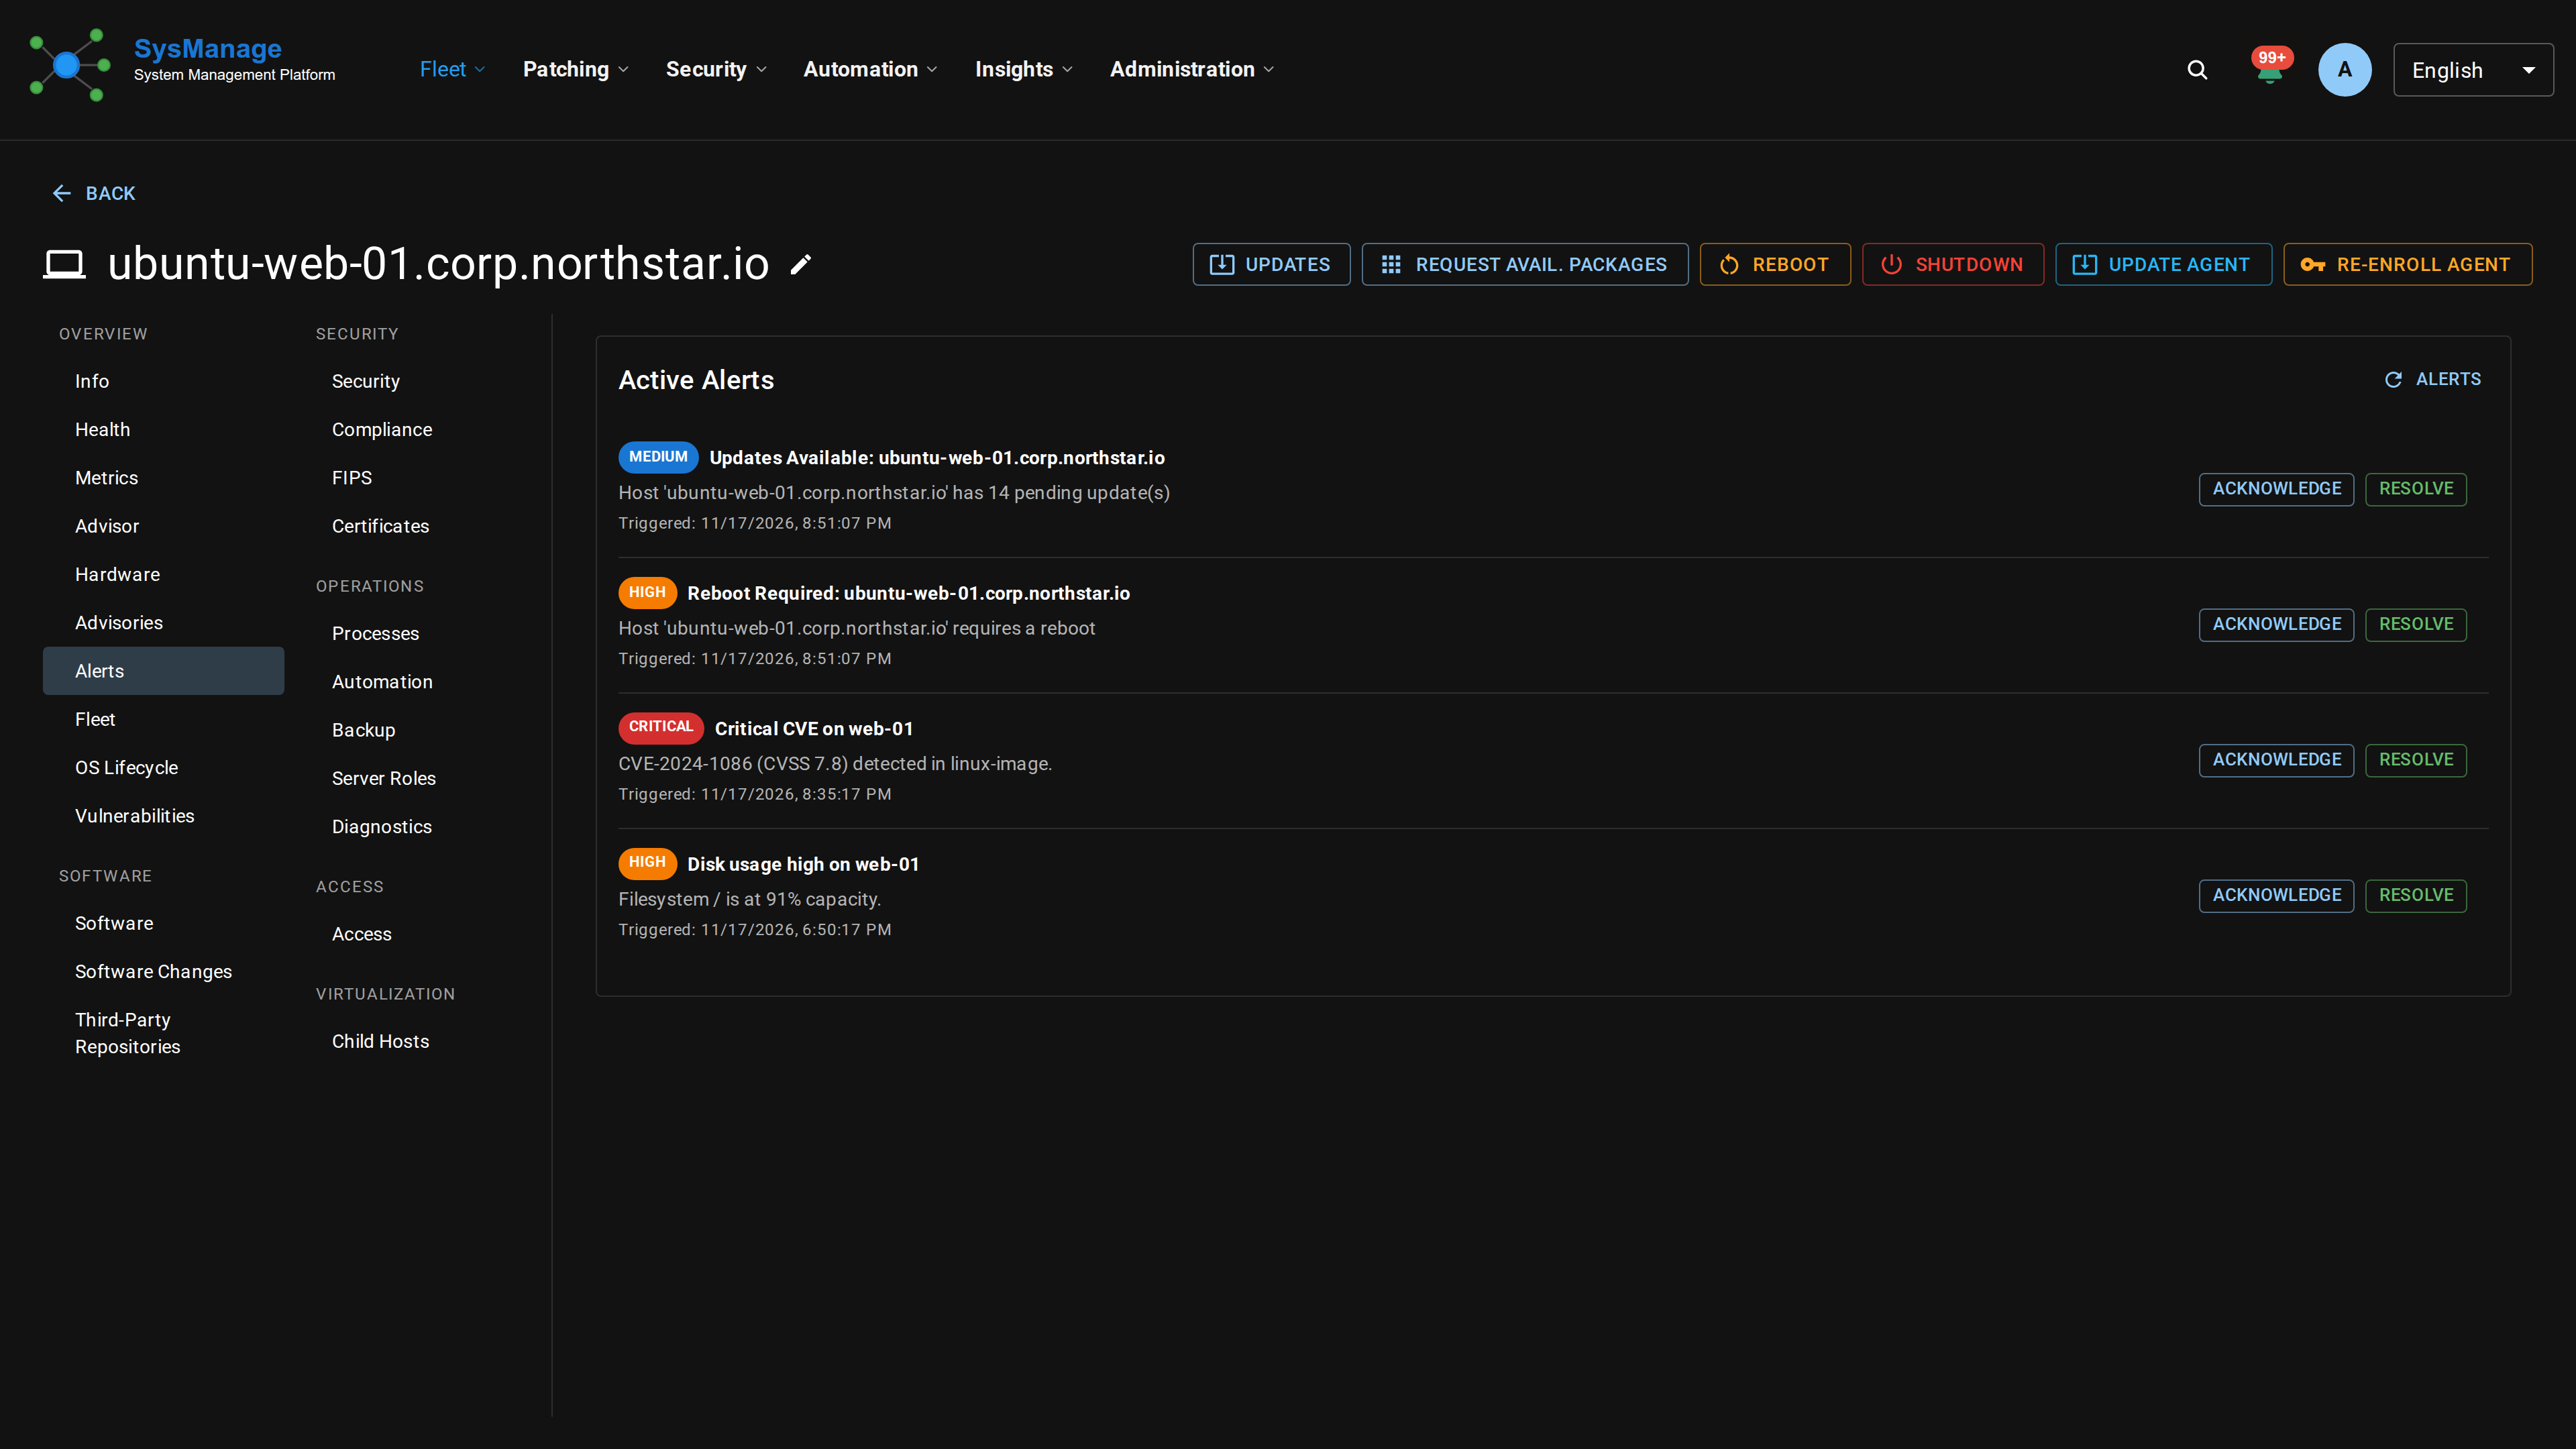 SysManage
System Management Platform
Fleet
Patching
Security
Automation
Insights
Administration
99+
A
English
BACK
ubuntu-web-01.corp.northstar.io
UPDATES
REQUEST AVAIL. PACKAGES
REBOOT
SHUTDOWN
UPDATE AGENT
RE-ENROLL AGENT
OVERVIEW
Info
Health
Metrics
Advisor
Hardware
Advisories
Alerts
Fleet
OS Lifecycle
Vulnerabilities
SOFTWARE
Software
Software Changes
Third-Party
Repositories
SECURITY
Security
Compliance
FIPS
Certificates
OPERATIONS
Processes
Automation
Backup
Server Roles
Diagnostics
ACCESS
Access
VIRTUALIZATION
Child Hosts
Active Alerts
ALERTS
MEDIUM Updates Available: ubuntu-web-01.corp.northstar.io
Host 'ubuntu-web-01.corp.northstar.io' has 14 pending update(s)
Triggered: 11/17/2026, 8:51:07 PM
ACKNOWLEDGE RESOLVE
HIGH Reboot Required: ubuntu-web-01.corp.northstar.io
Host 'ubuntu-web-01.corp.northstar.io' requires a reboot
Triggered: 11/17/2026, 8:51:07 PM
ACKNOWLEDGE RESOLVE
CRITICAL Critical CVE on web-01
CVE-2024-1086 (CVSS 7.8) detected in linux-image.
Triggered: 11/17/2026, 8:35:17 PM
ACKNOWLEDGE RESOLVE
HIGH Disk usage high on web-01
Filesystem / is at 91% capacity.
Triggered: 11/17/2026, 6:50:17 PM
ACKNOWLEDGE RESOLVE